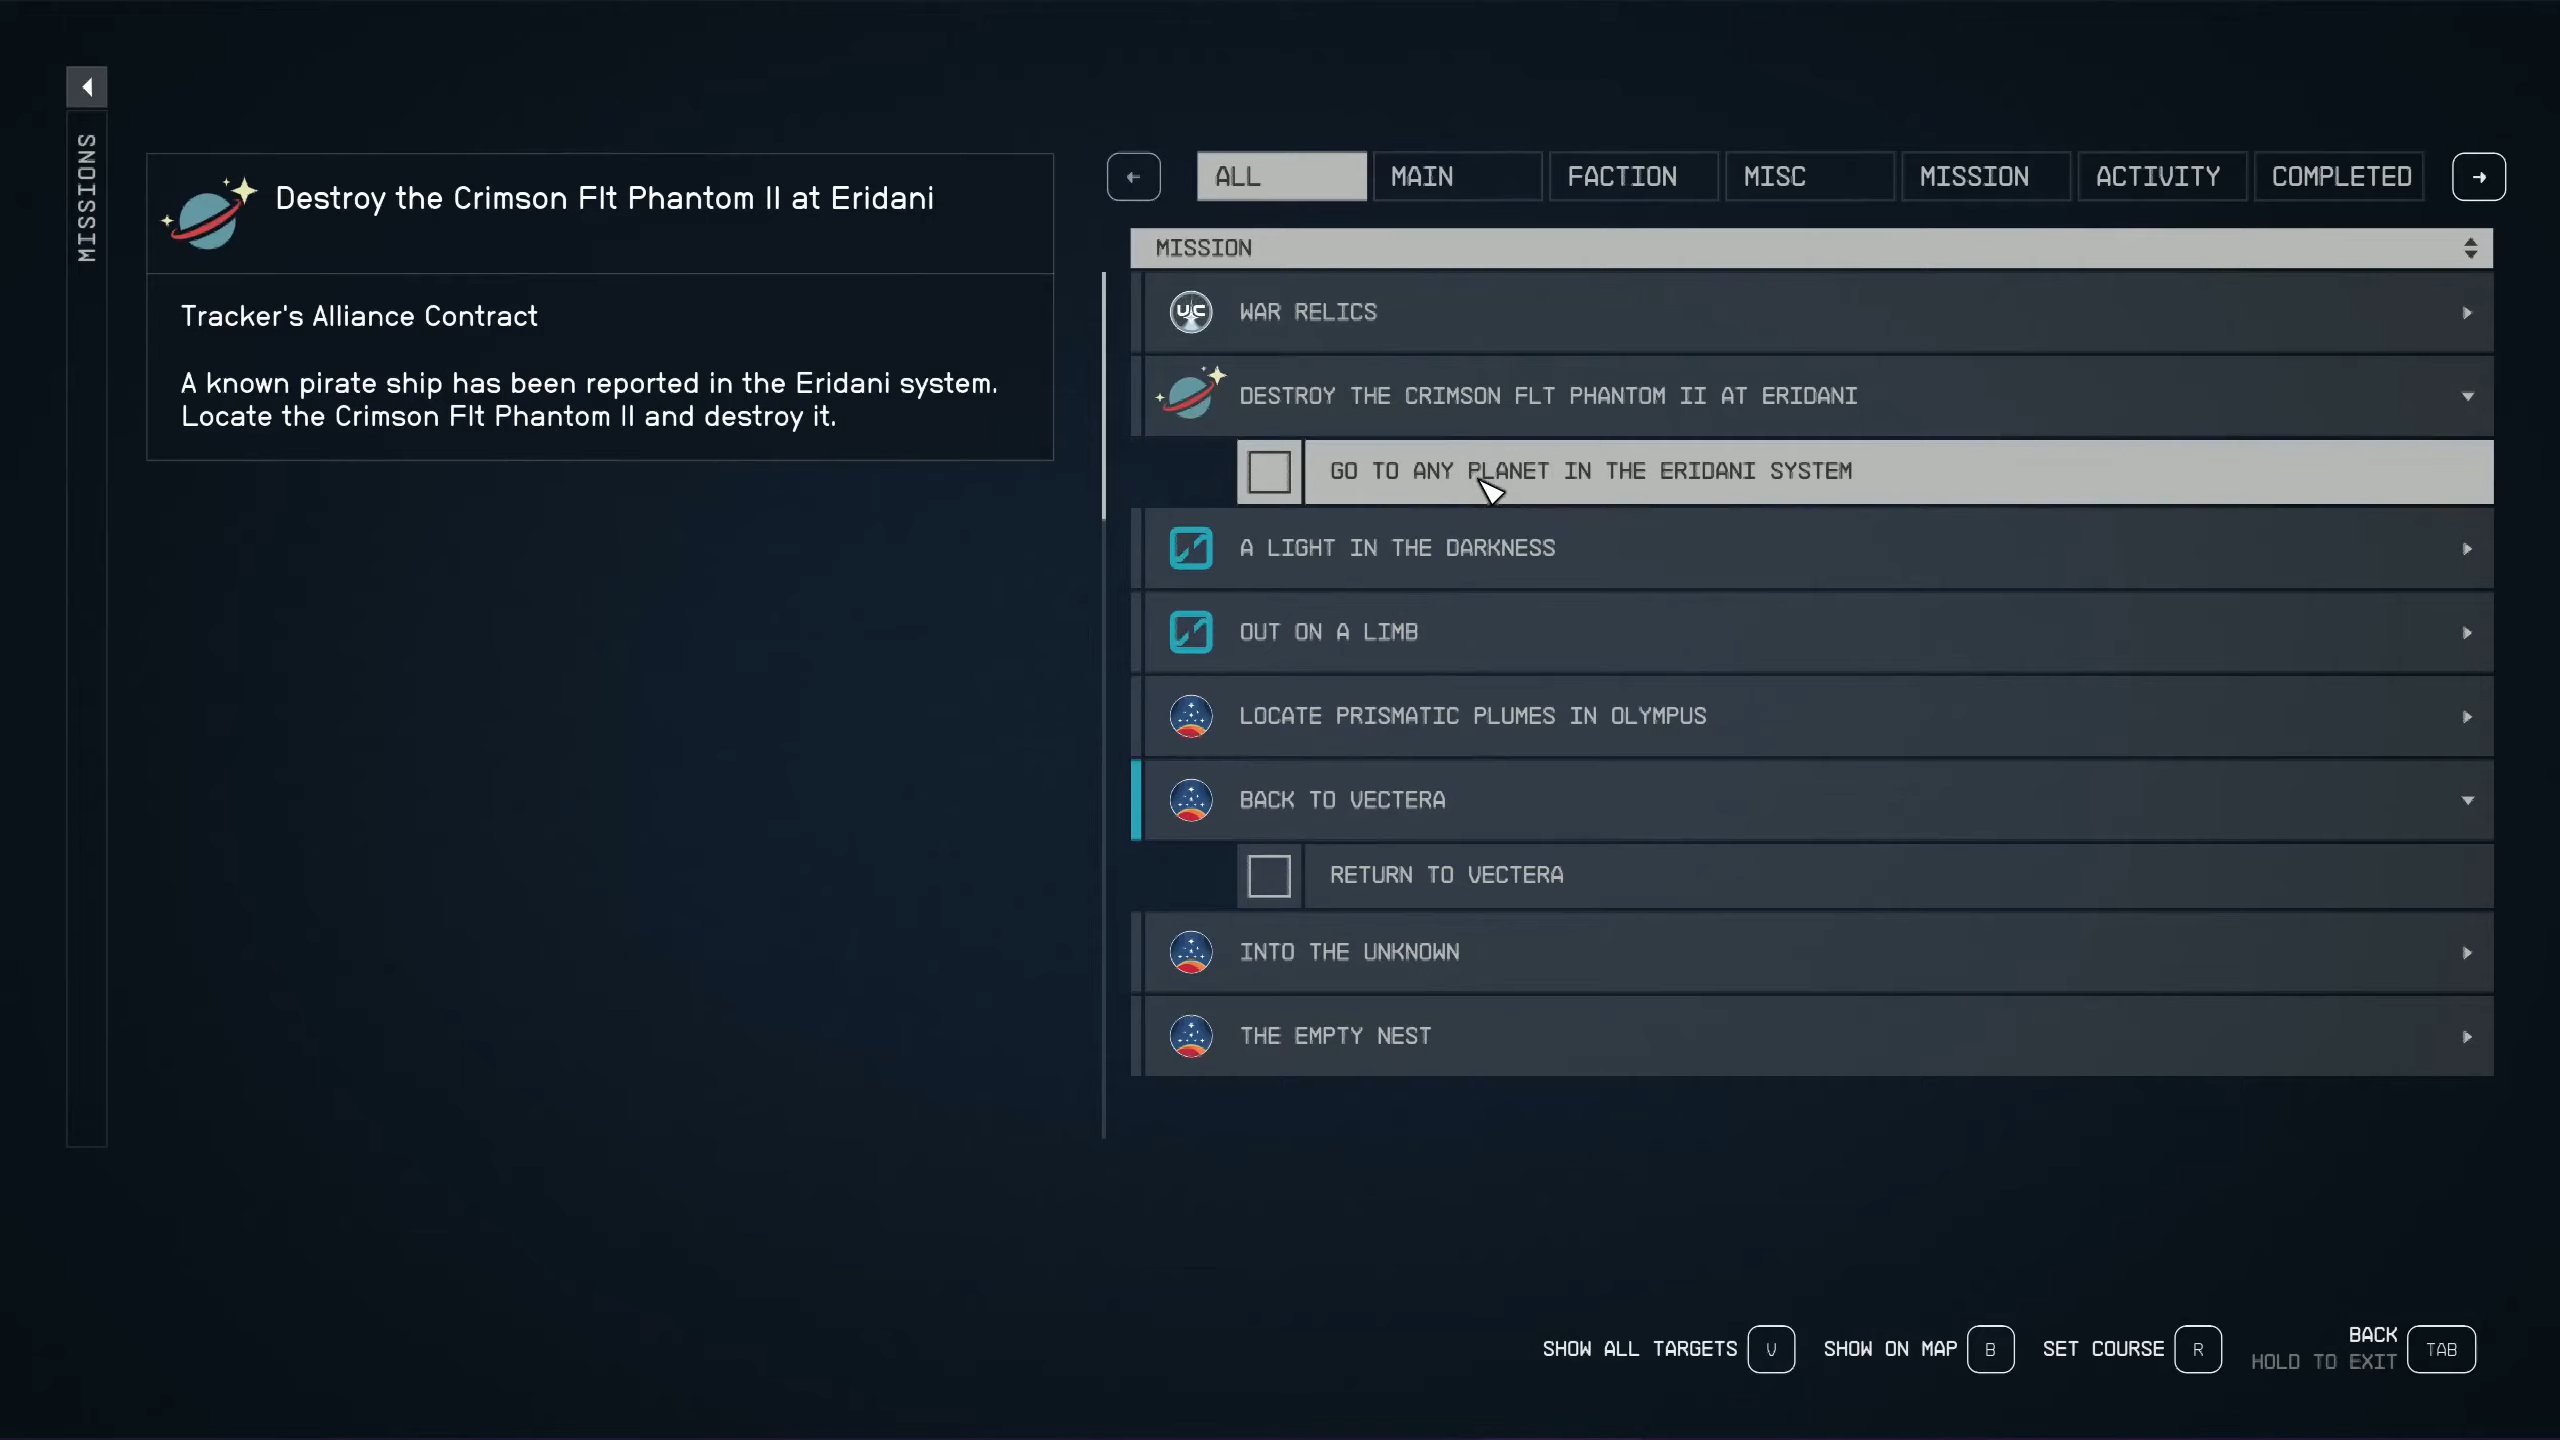 MISSIONS
Destroy the Crimson Flt Phantom II at Eridani
Tracker's Alliance Contract
A known pirate ship has been reported in the Eridani system.
Locate the Crimson Flt Phantom II and destroy it.
ALL MAIN FACTION MISC MISSION ACTIVITY COMPLETED
MISSION
UC WAR RELICS
DESTROY THE CRIMSON FLT PHANTOM II AT ERIDANI
GO TO ANY PLANET IN THE ERIDANI SYSTEM
A LIGHT IN THE DARKNESS
OUT ON A LIMB
LOCATE PRISMATIC PLUMES IN OLYMPUS
BACK TO VECTERA
RETURN TO VECTERA
INTO THE UNKNOWN
THE EMPTY NEST
SHOW ALL TARGETS V SHOW ON MAP B SET COURSE R BACK TAB
HOLD TO EXIT